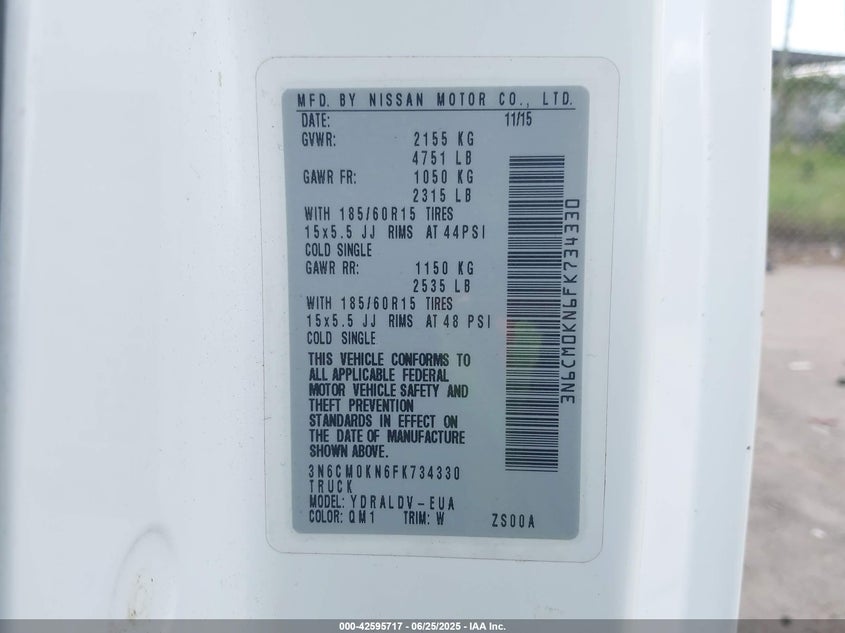 MFD. BY NISSAN MOTOR CO., LTD.
DATE: 11/15
GVWR: 2155 KG
4751 LB
GAWR FR: 1050 KG
2315 LB
WITH 185/60R15 TIRES
15x5.5 JJ RIMS AT 44PSI
COLD SINGLE
GAWR RR: 1150 KG
2535 LB
WITH 185/60R15 TIRES
15x5.5 JJ RIMS AT 48 PSI
COLD SINGLE
THIS VEHICLE CONFORMS TO
ALL APPLICABLE FEDERAL
MOTOR VEHICLE SAFETY AND
THEFT PREVENTION
STANDARDS IN EFFECT ON
THE DATE OF MANUFACTURE
SHOWN ABOVE.
3N6CM0KN6FK734330
TRUCK
MODEL: YDRALDV-EUA
COLOR: QM1 TRIM: W ZS00A
3N6CM0KN6FK734330
000-42595717 - 06/25/2025 - IAA Inc.